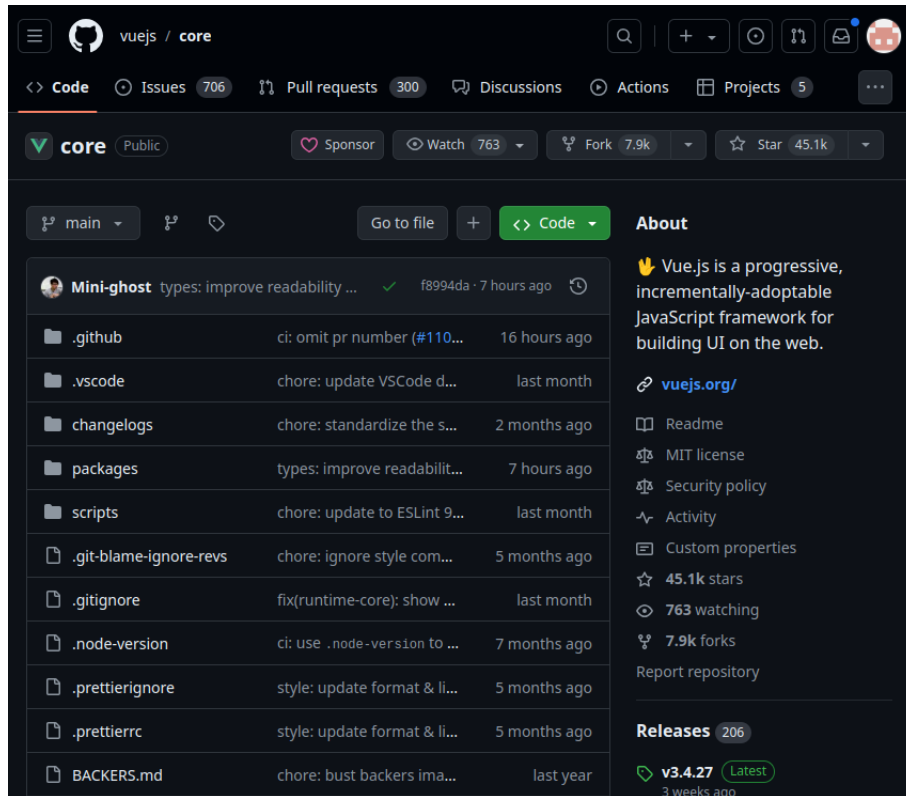 vuejs / core
Code Issues 706 Pull requests 300 Discussions Actions Projects 5
core Public Sponsor Watch 763 Fork 7.9k Star 45.1k
main Go to file Code
Mini-ghost types: improve readability ... f8994da · 7 hours ago
.github ci: omit pr number (#110... 16 hours ago
.vscode chore: update VSCode d... last month
changelogs chore: standardize the s... 2 months ago
packages types: improve readabilit... 7 hours ago
scripts chore: update to ESLint 9... last month
.git-blame-ignore-revs chore: ignore style com... 5 months ago
.gitignore fix(runtime-core): show ... last month
.node-version ci: use .node-version to ... 7 months ago
.prettierignore style: update format & li... 5 months ago
.prettierrc style: update format & li... 5 months ago
BACKERS.md chore: bust backers ima... last year
About
🖖 Vue.js is a progressive,
incrementally-adoptable
JavaScript framework for
building UI on the web.
vuejs.org/
Readme
MIT license
Security policy
Activity
Custom properties
45.1k stars
763 watching
7.9k forks
Report repository
Releases 206
v3.4.27 Latest
3 weeks ago